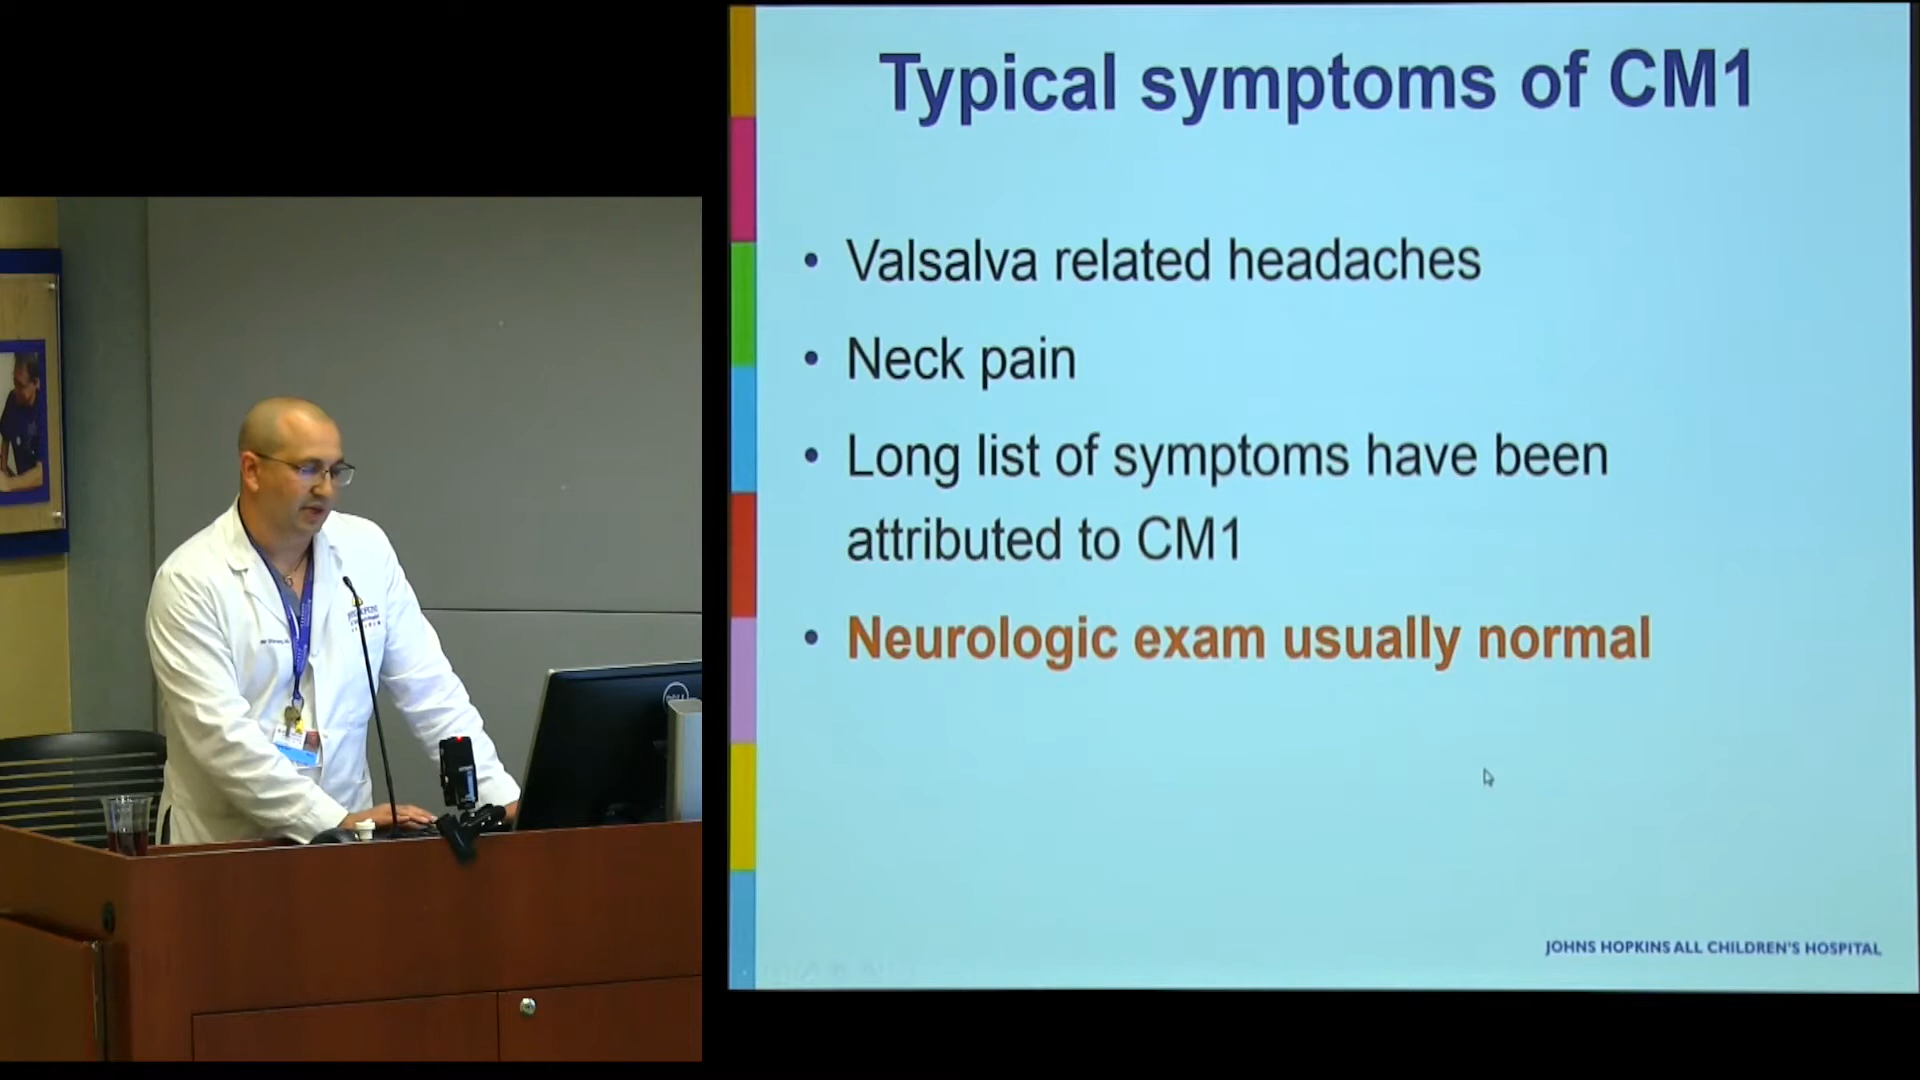 Typical symptoms of CM1
• Valsalva related headaches
• Neck pain
• Long list of symptoms have been
attributed to CM1
• Neurologic exam usually normal
JOHNS HOPKINS ALL CHILDREN'S HOSPITAL
DELL